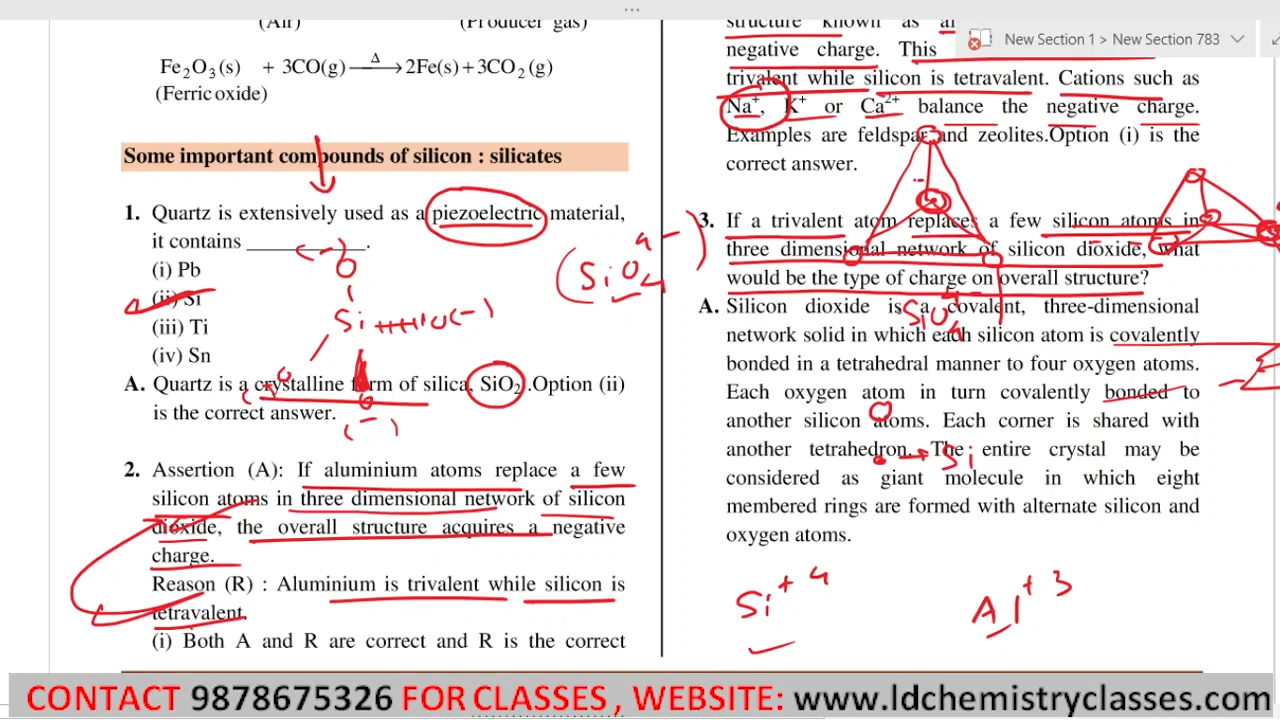 (Air) (Producer gas)
Fe2O3(s) + 3CO(g) —Δ→ 2Fe(s)+3CO2(g)
(Ferric oxide)
Some important compounds of silicon : silicates
1. Quartz is extensively used as a piezoelectric material,
it contains ____________.
(i) Pb
(ii) Si
(iii) Ti
(iv) Sn
A. Quartz is a crystalline form of silica, SiO2.Option (ii)
is the correct answer.
2. Assertion (A): If aluminium atoms replace a few
silicon atoms in three dimensional network of silicon
dioxide, the overall structure acquires a negative
charge.
Reason (R) : Aluminium is trivalent while silicon is
tetravalent.
(i) Both A and R are correct and R is the correct
(-)
O
Si O(-)
O
(-)
(SiO4 4-)
structure known as
New Section 1 > New Section 783
negative charge. This
trivalent while silicon is tetravalent. Cations such as
Na+, K+ or Ca2+ balance the negative charge.
Examples are feldspar and zeolites.Option (i) is the
correct answer.
3. If a trivalent atom replaces a few silicon atoms in
three dimensional network of silicon dioxide, what
would be the type of charge on overall structure?
A. Silicon dioxide is a covalent, three-dimensional
network solid in which each silicon atom is covalently
bonded in a tetrahedral manner to four oxygen atoms.
Each oxygen atom in turn covalently bonded to
another silicon atoms. Each corner is shared with
another tetrahedron. The entire crystal may be
considered as giant molecule in which eight
membered rings are formed with alternate silicon and
oxygen atoms.
→ Si
Si+4 Al+3
CONTACT 9878675326 FOR CLASSES, WEBSITE: www.ldchemistryclasses.com